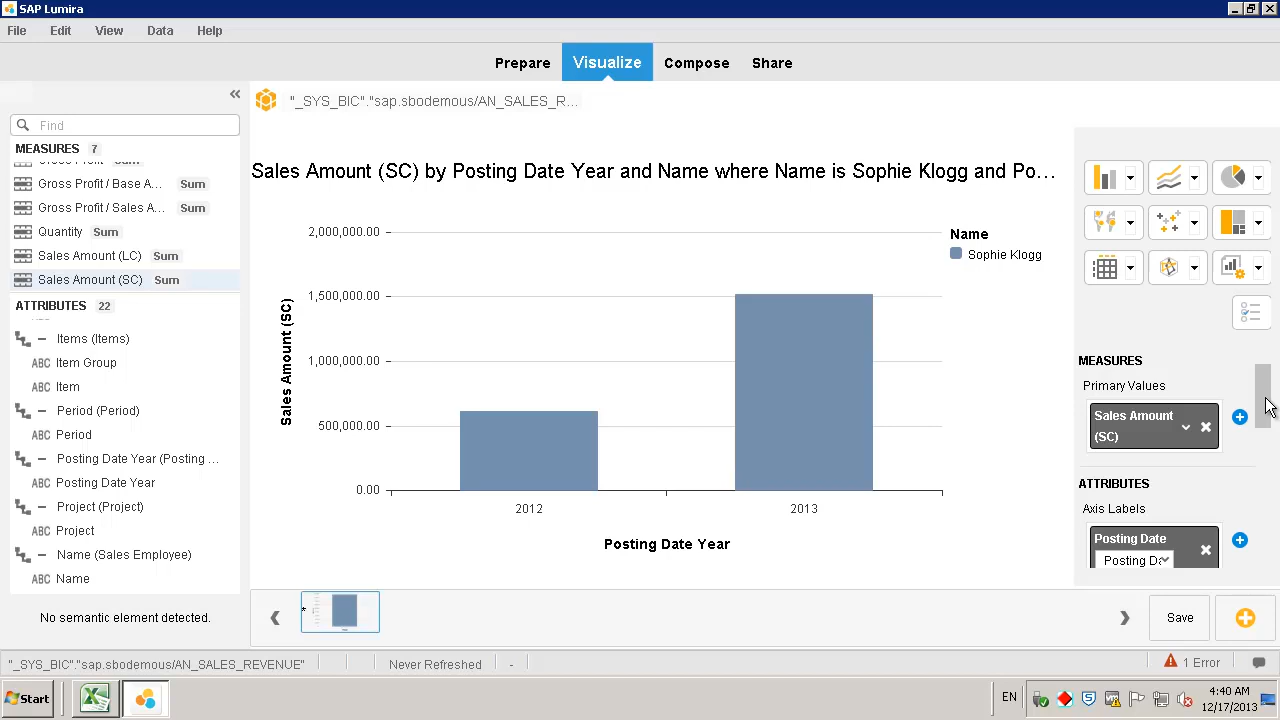 SAP Lumira
File Edit View Data Help
Prepare Visualize Compose Share
"_SYS_BIC"."sap.sbodemous/AN_SALES_R...
Find
MEASURES 7
Gross Profit Sum
Gross Profit / Base A... Sum
Gross Profit / Sales A... Sum
Quantity Sum
Sales Amount (LC) Sum
Sales Amount (SC) Sum
ATTRIBUTES 22
Items (Items)
ABC Item Group
ABC Item
Period (Period)
ABC Period
Posting Date Year (Posting ...
ABC Posting Date Year
Project (Project)
ABC Project
Name (Sales Employee)
ABC Name
No semantic element detected.
Sales Amount (SC) by Posting Date Year and Name where Name is Sophie Klogg and Po...
Sales Amount (SC)
2,000,000.00
1,500,000.00
1,000,000.00
500,000.00
0.00
2012 2013
Posting Date Year
Name
Sophie Klogg
MEASURES
Primary Values
Sales Amount
(SC)
ATTRIBUTES
Axis Labels
Posting Date
Posting Da
Save
"_SYS_BIC"."sap.sbodemous/AN_SALES_REVENUE" Never Refreshed - 1 Error
Start EN 4:40 AM
12/17/2013